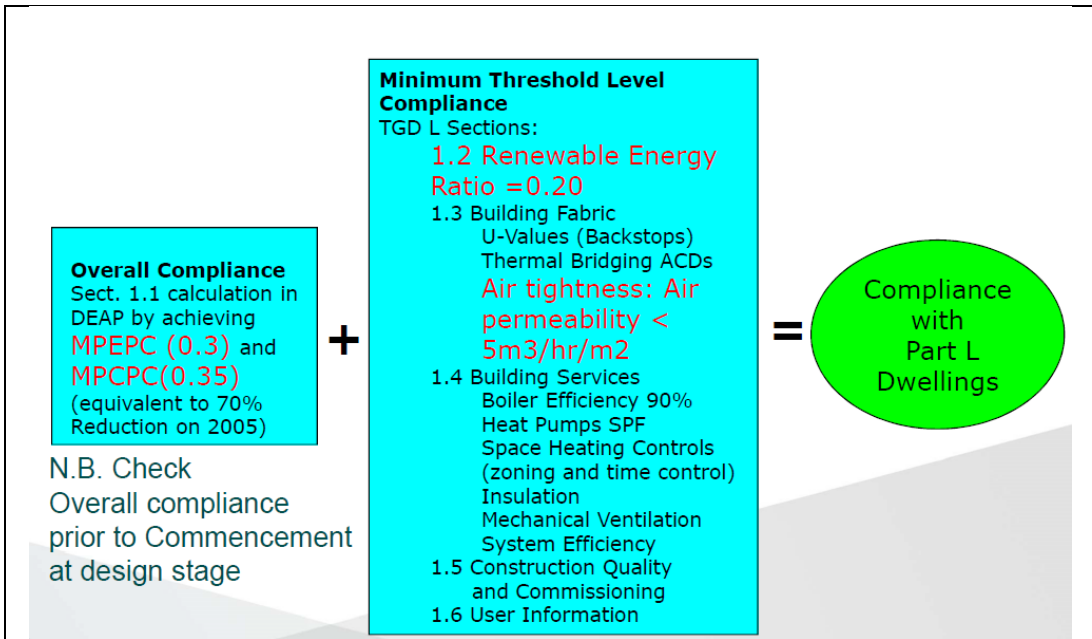 Overall Compliance
Sect. 1.1 calculation in
DEAP by achieving
MPEPC (0.3) and
MPCPC(0.35)
(equivalent to 70%
Reduction on 2005)
N.B. Check
Overall compliance
prior to Commencement
at design stage
+
Minimum Threshold Level
Compliance
TGD L Sections:
1.2 Renewable Energy
Ratio =0.20
1.3 Building Fabric
U-Values (Backstops)
Thermal Bridging ACDs
Air tightness: Air
permeability <
5m3/hr/m2
1.4 Building Services
Boiler Efficiency 90%
Heat Pumps SPF
Space Heating Controls
(zoning and time control)
Insulation
Mechanical Ventilation
System Efficiency
1.5 Construction Quality
and Commissioning
1.6 User Information
=
Compliance
with
Part L
Dwellings